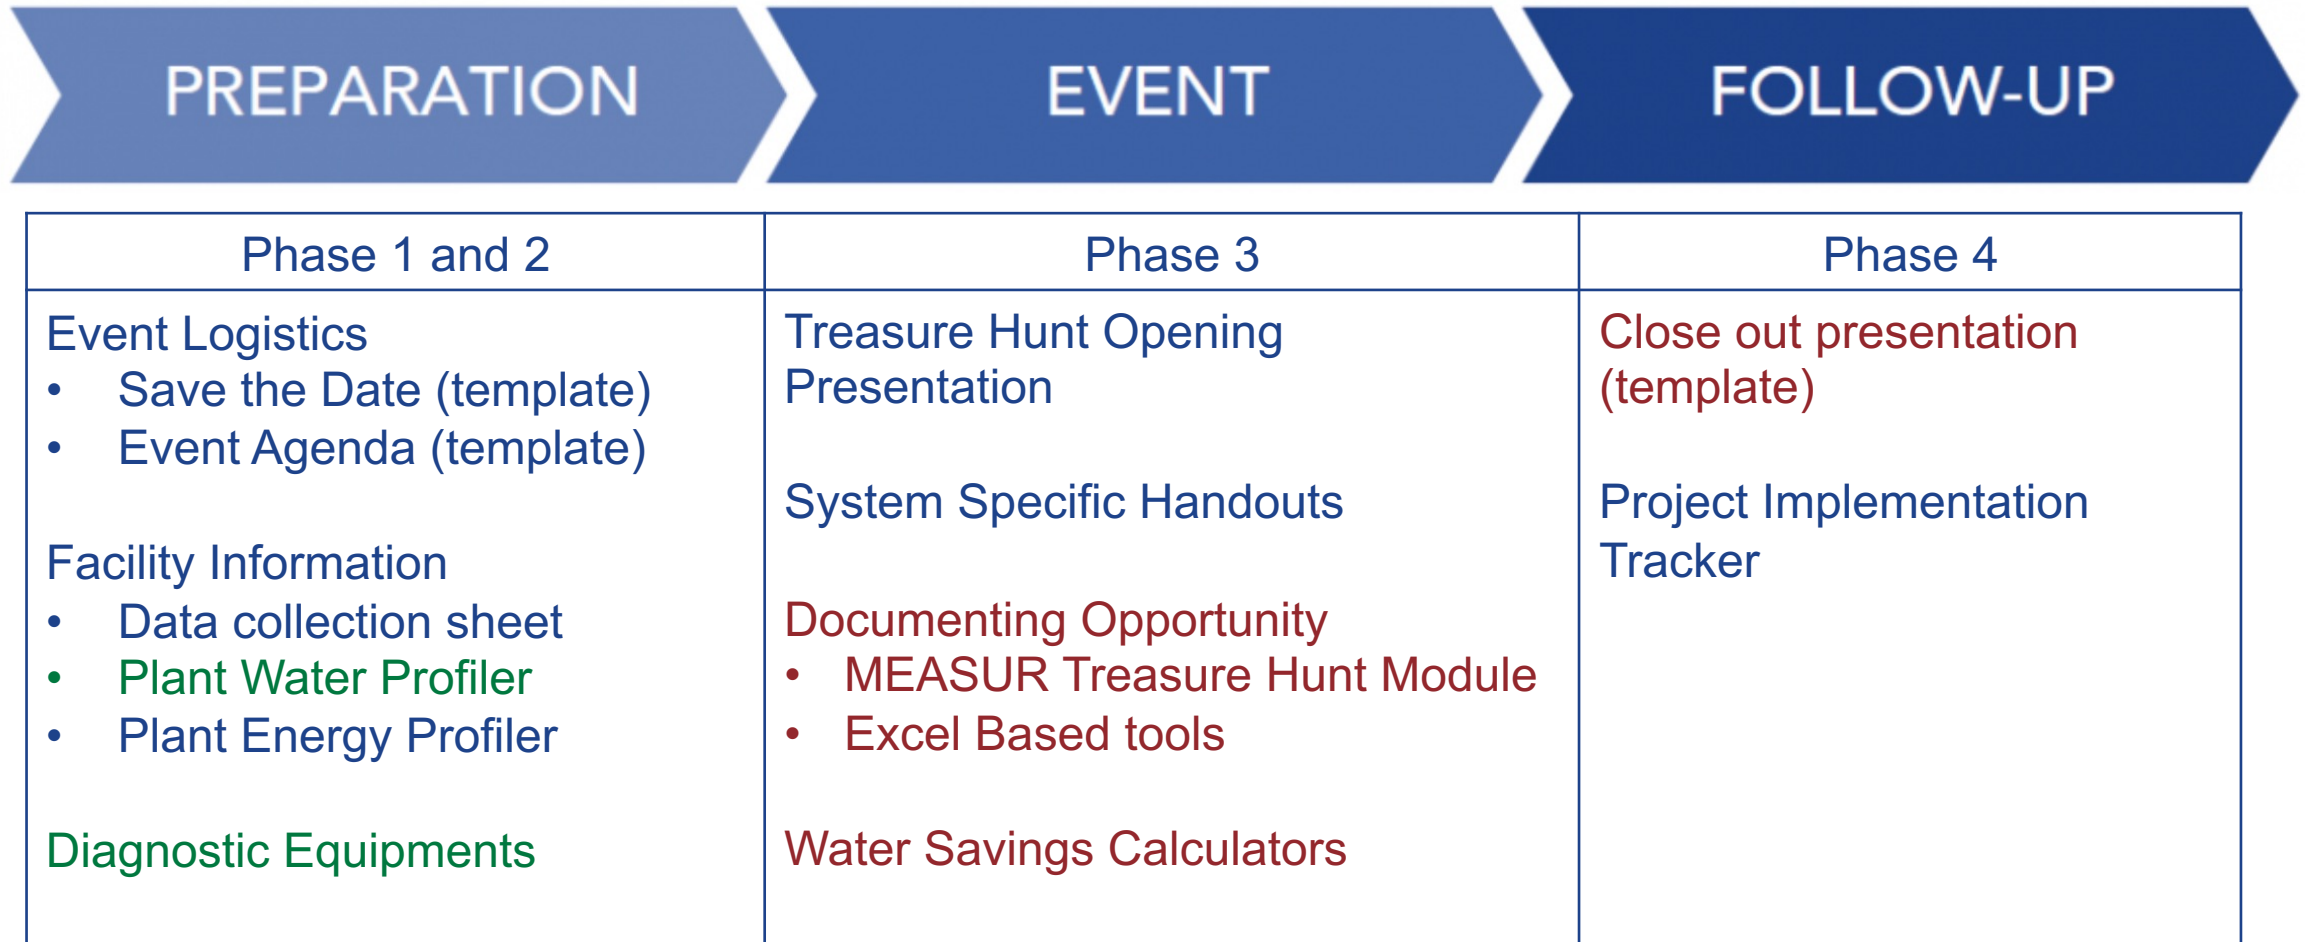 PREPARATION
EVENT
FOLLOW-UP
Phase 1 and 2
Phase 3
Phase 4
Event Logistics
• Save the Date (template)
• Event Agenda (template)
Facility Information
• Data collection sheet
• Plant Water Profiler
• Plant Energy Profiler
Diagnostic Equipments
Treasure Hunt Opening
Presentation
System Specific Handouts
Documenting Opportunity
• MEASUR Treasure Hunt Module
• Excel Based tools
Water Savings Calculators
Close out presentation
(template)
Project Implementation
Tracker